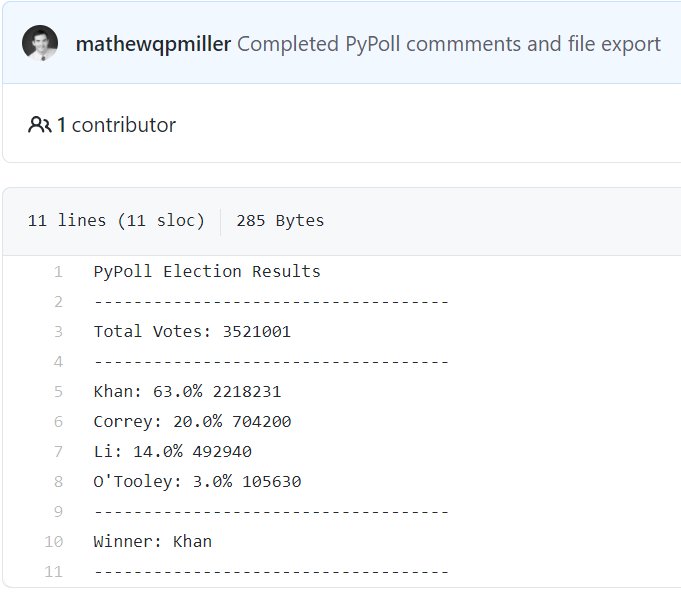 mathewqpmiller Completed PyPoll commments and file export
1 contributor
11 lines (11 sloc) 285 Bytes
1 PyPoll Election Results
2 ------------------------------------
3 Total Votes: 3521001
4 ------------------------------------
5 Khan: 63.0% 2218231
6 Correy: 20.0% 704200
7 Li: 14.0% 492940
8 O'Tooley: 3.0% 105630
9 ------------------------------------
10 Winner: Khan
11 ------------------------------------